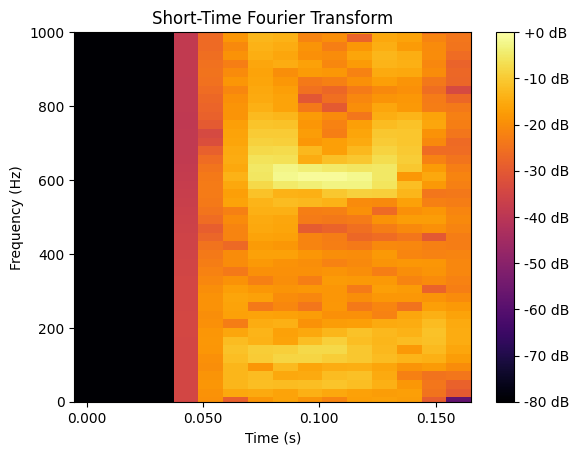 Short-Time Fourier Transform
1000
800
600
400
200
0
Frequency (Hz)
0.000
0.050
0.100
0.150
Time (s)
+0 dB
-10 dB
-20 dB
-30 dB
-40 dB
-50 dB
-60 dB
-70 dB
-80 dB